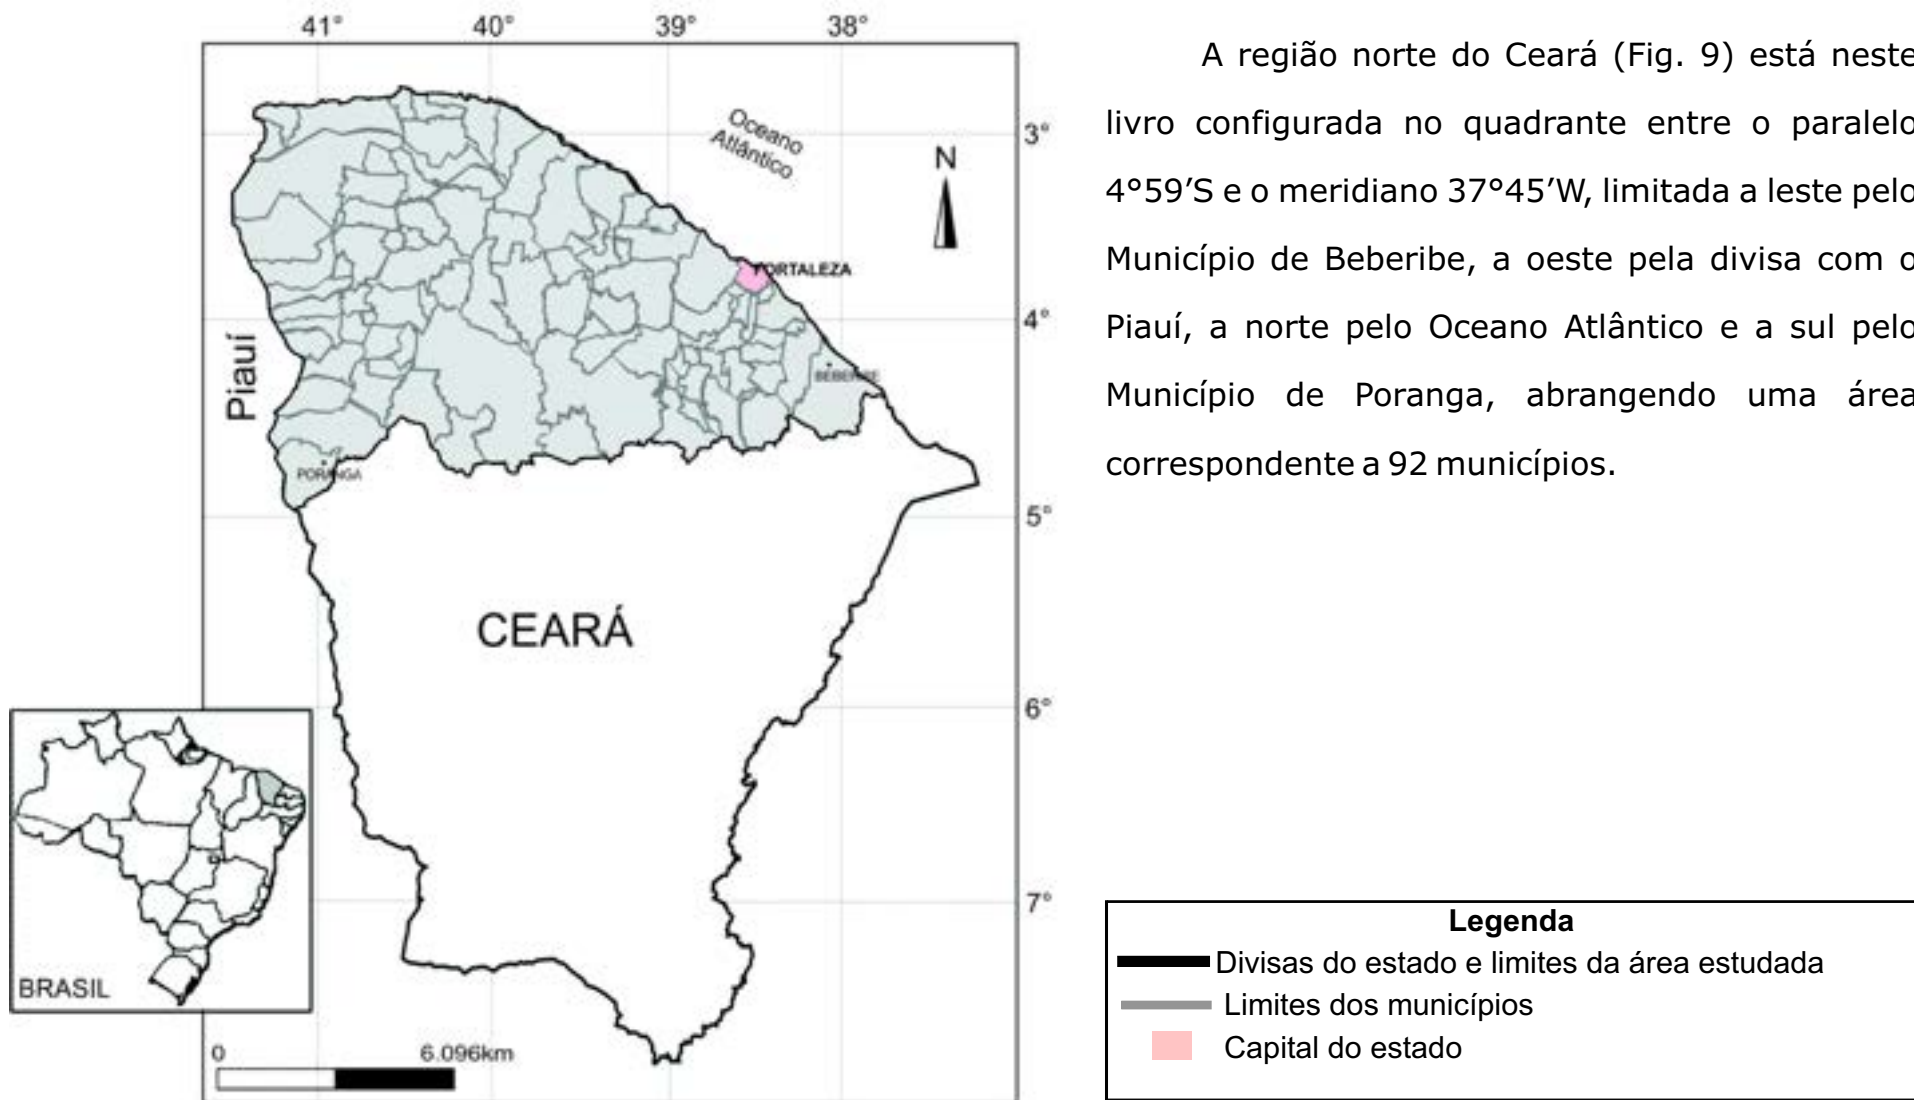 41° 40° 39° 38°
Oceano
Atlântico
3°
N
FORTALEZA
4°
Piauí
BEBERIBE
PORANGA
5°
CEARÁ
6°
7°
BRASIL
0 6.096km
A região norte do Ceará (Fig. 9) está neste
livro configurada no quadrante entre o paralelo
4°59’S e o meridiano 37°45’W, limitada a leste pelo
Município de Beberibe, a oeste pela divisa com o
Piauí, a norte pelo Oceano Atlântico e a sul pelo
Município de Poranga, abrangendo uma área
correspondente a 92 municípios.
Legenda
Divisas do estado e limites da área estudada
Limites dos municípios
Capital do estado